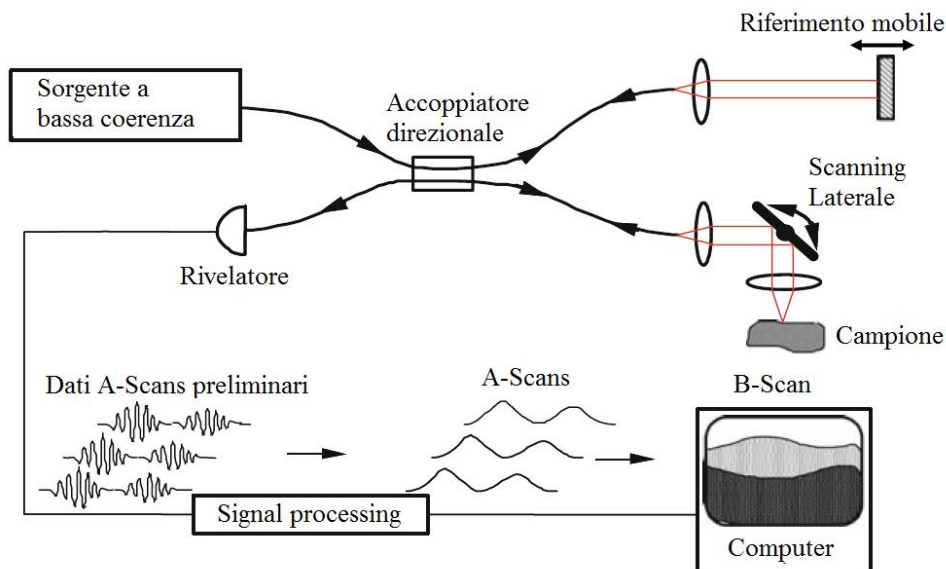 Riferimento mobile
Sorgente a
bassa coerenza
Accoppiatore
direzionale
Scanning
Laterale
Rivelatore
Campione
Dati A-Scans preliminari
A-Scans
B-Scan
Signal processing
Computer